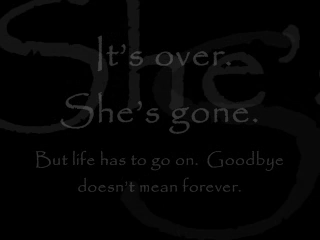 She's
It's over.
She's gone.
But life has to go on.  Goodbye
doesn't mean forever.